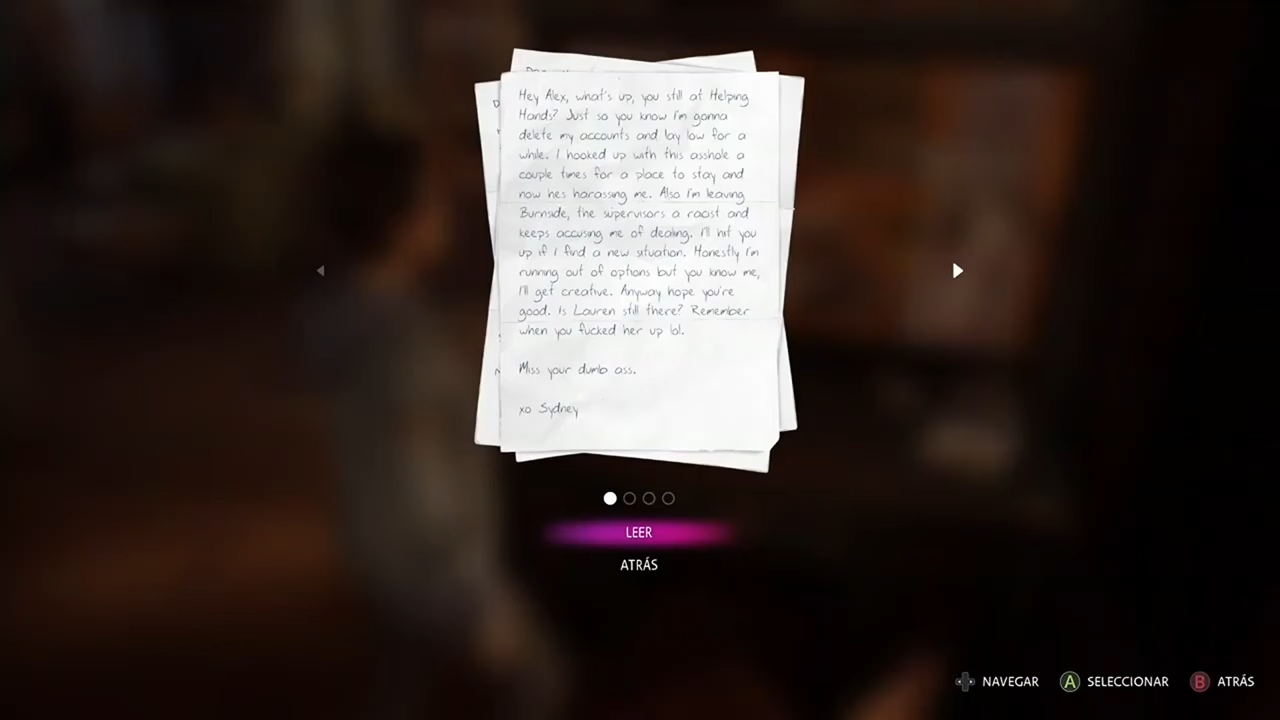 Hey Alex, what's up, you still at Helping
Hands? Just so you know I'm gonna
delete my accounts and lay low for a
while. I hooked up with this asshole a
couple times for a place to stay and
now hes harassing me. Also I'm leaving
Burnside, the supervisors a racist and
keeps accusing me of dealing. I'll hit you
up if I find a new situation. Honestly I'm
running out of options but you know me,
I'll get creative. Anyway hope you're
good. Is Lauren still there? Remember
when you fucked her up lol.
Miss your dumb ass.
xo Sydney
LEER
ATRÁS
NAVEGAR
A SELECCIONAR
B ATRÁS